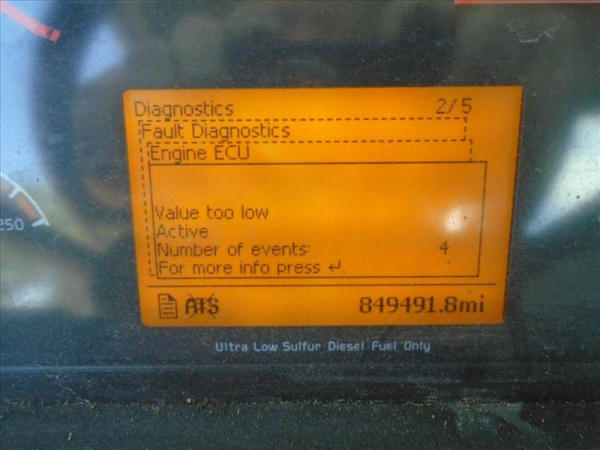 Diagnostics 2/5
Fault Diagnostics
Engine ECU
Value too low
Active
Number of events: 4
For more info press ↵
ATS 849491.8mi
250
Ultra Low Sulfur Diesel Fuel Only